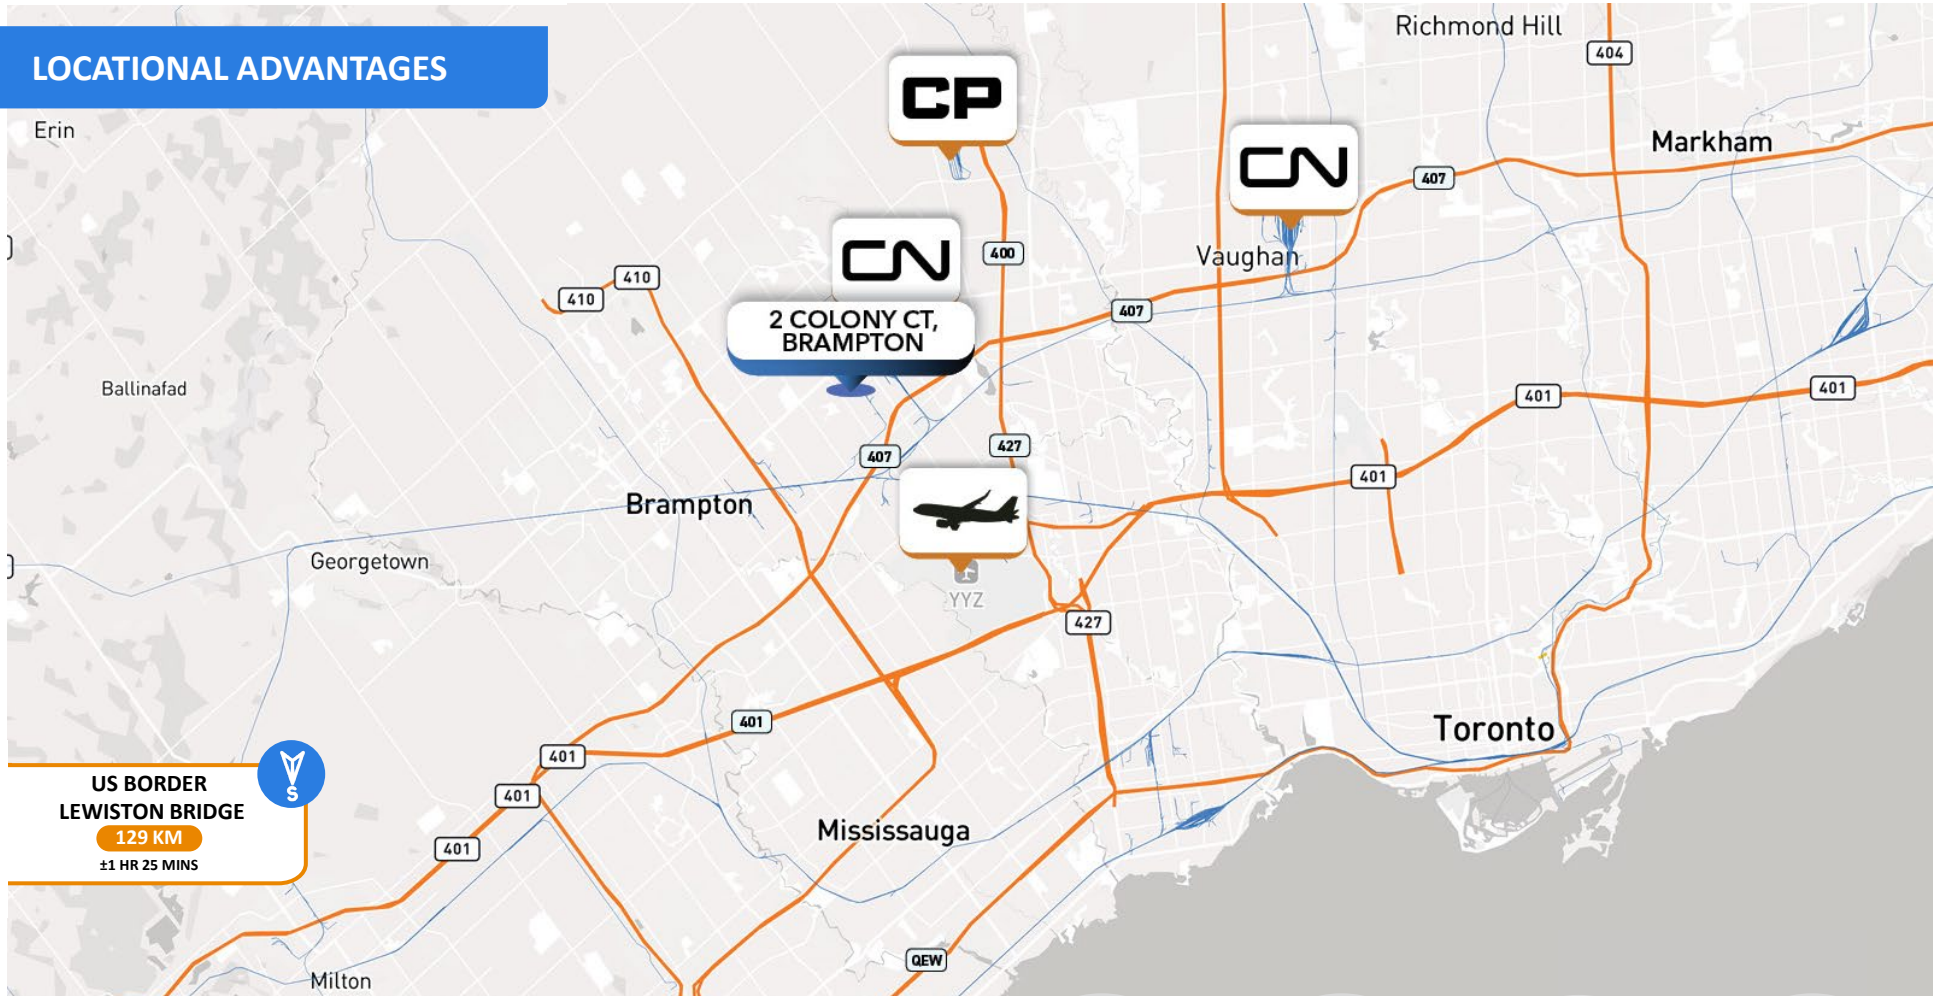 LOCATIONAL ADVANTAGES
Richmond Hill
404
CP
Erin
Markham
CN
407
CN
400
Vaughan
410
410
407
2 COLONY CT,
BRAMPTON
Ballinafad
401
401
427
407
401
Brampton
Georgetown
YYZ
427
401
Toronto
401
US BORDER
LEWISTON BRIDGE
129 KM
±1 HR 25 MINS
S
401
Mississauga
401
QEW
Milton